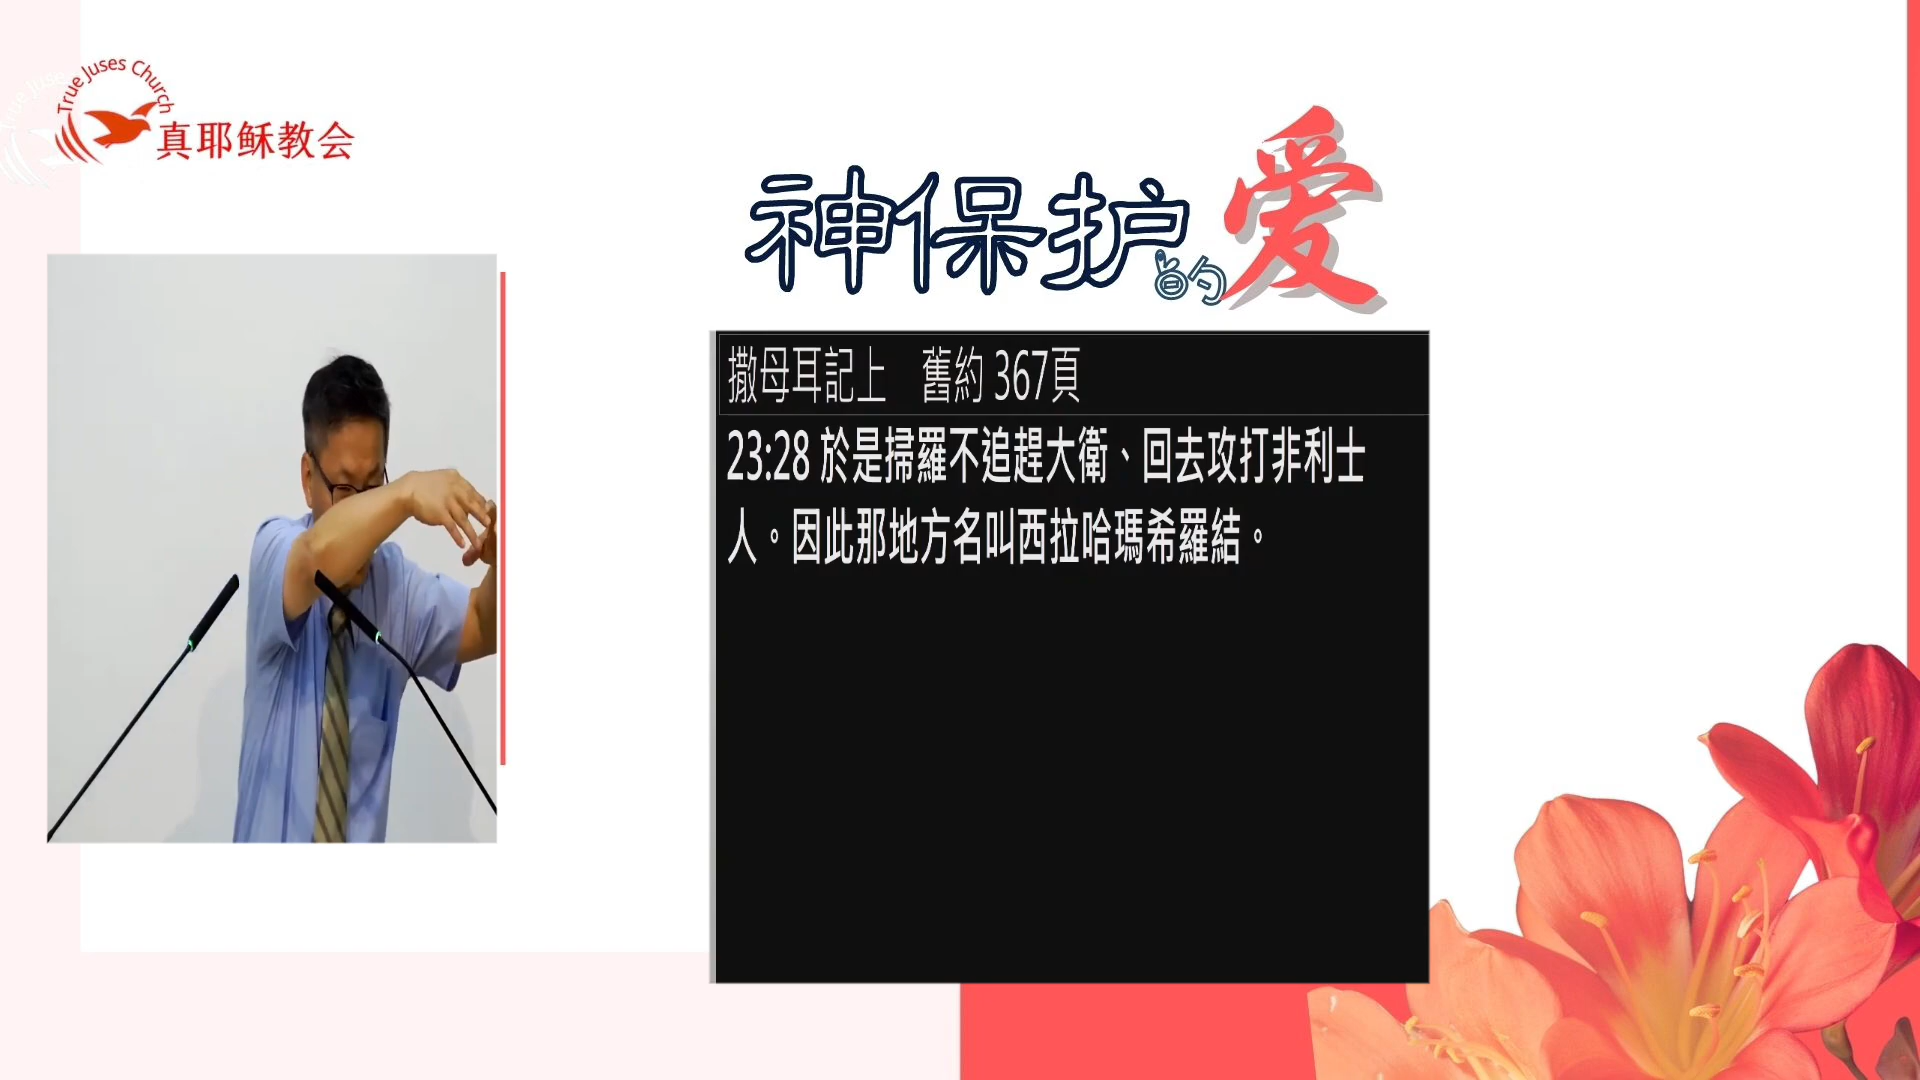 True Juses Church
真耶稣教会
神保护的爱
撒母耳記上　舊約 367頁
23:28 於是掃羅不追趕大衛、回去攻打非利士
人。因此那地方名叫西拉哈瑪希羅結。